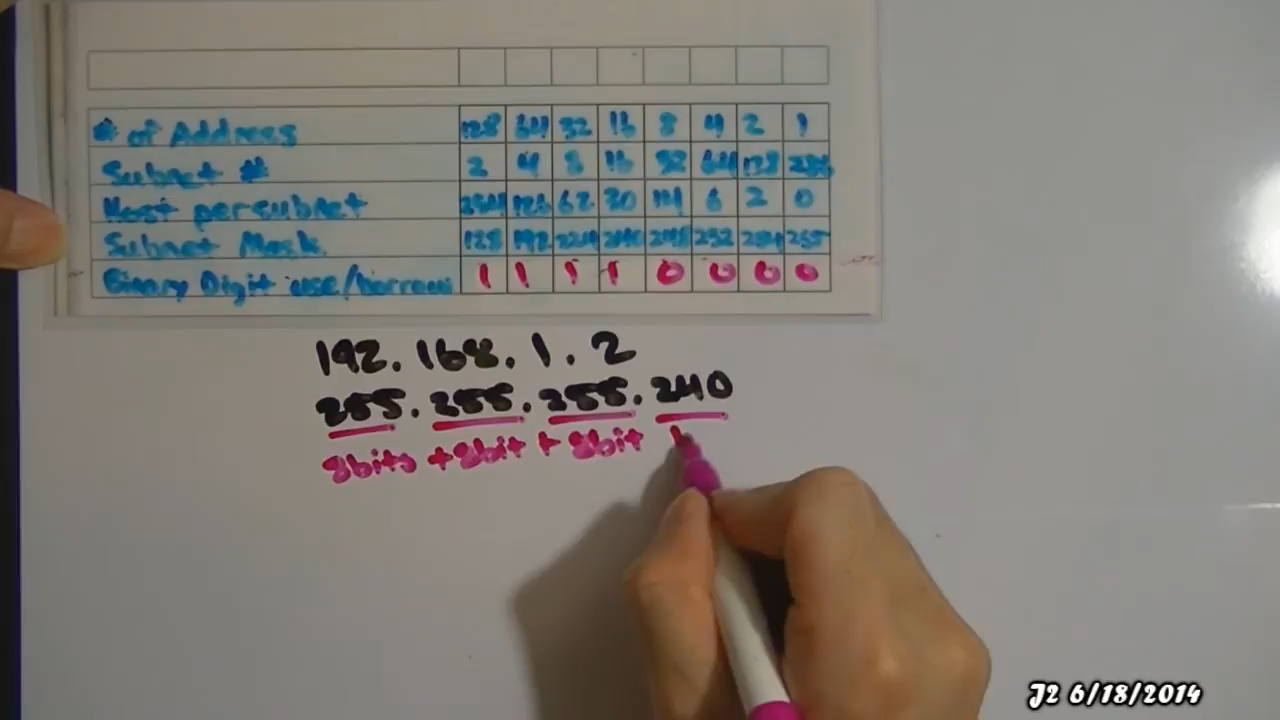 # of Address 128 64 32 16 8 4 2 1
Subnet # 2 4 8 16 32 64 128 256
Host per subnet 254 126 62 30 14 6 2 0
Subnet Mask 128 192 224 240 248 252 254 255
Binary Digit use/borrow 1 1 1 1 0 0 0 0
192.168.1.2
255.255.255.240
8bits + 8bit + 8bit
J2 6/18/2014